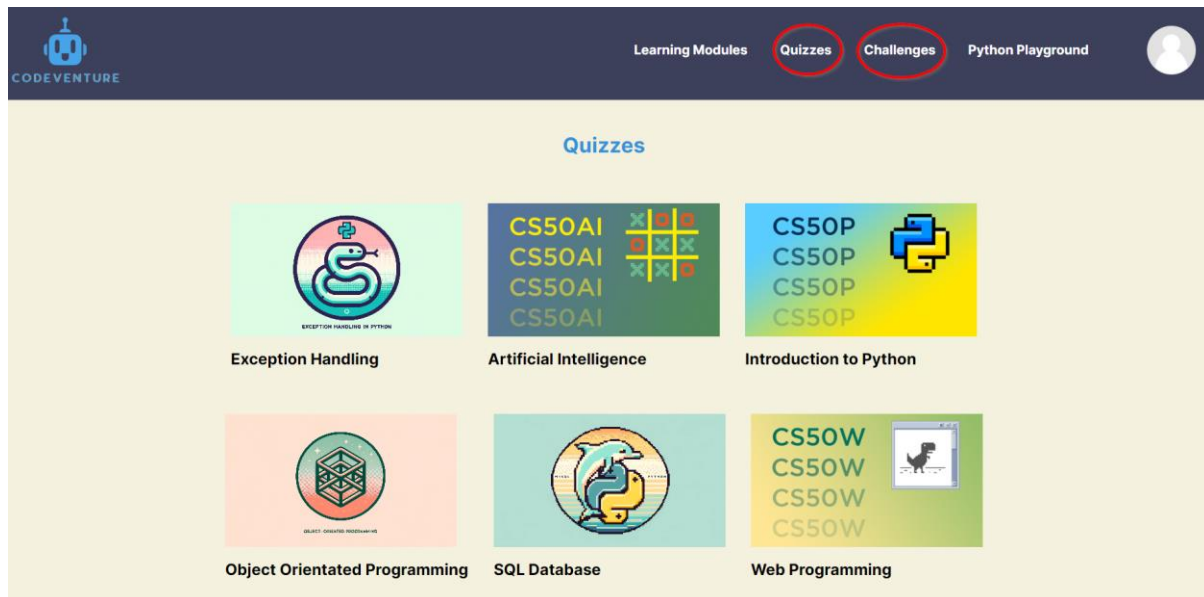 CODEVENTURE
Learning Modules Quizzes Challenges Python Playground
Quizzes
EXCEPTION HANDLING IN PYTHON
CS50AI
CS50AI
CS50AI
CS50AI
CS50P
CS50P
CS50P
CS50P
Exception Handling Artificial Intelligence Introduction to Python
CS50W
CS50W
CS50W
CS50W
Object Orientated Programming SQL Database Web Programming